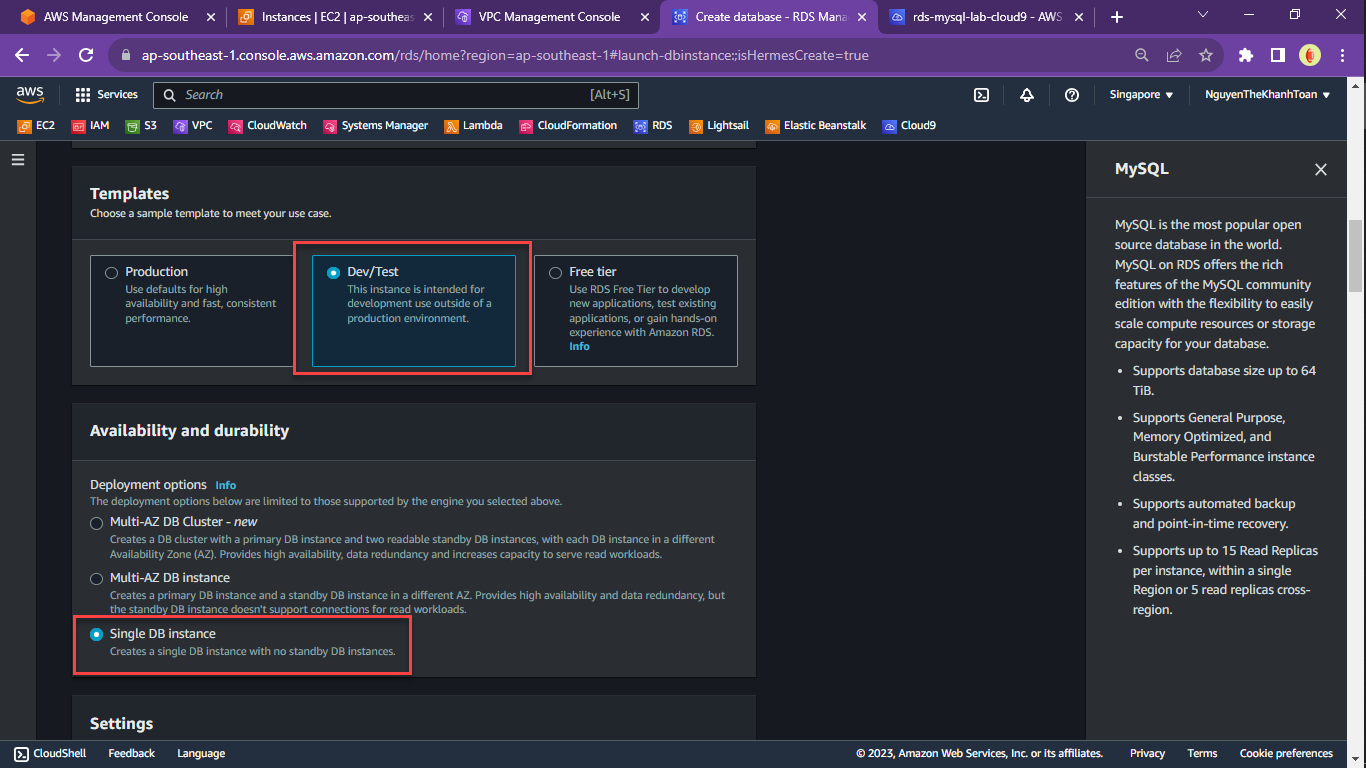 AWS Management Console
Instances | EC2 | ap-southeas
VPC Management Console
Create database - RDS Mana
rds-mysql-lab-cloud9 - AWS
ap-southeast-1.console.aws.amazon.com/rds/home?region=ap-southeast-1#launch-dbinstance:;isHermesCreate=true
aws
Services
Search
[Alt+S]
Singapore
NguyenTheKhanhToan
EC2
IAM
S3
VPC
CloudWatch
Systems Manager
Lambda
CloudFormation
RDS
Lightsail
Elastic Beanstalk
Cloud9
Templates
Choose a sample template to meet your use case.
Production
Use defaults for high
availability and fast, consistent
performance.
Dev/Test
This instance is intended for
development use outside of a
production environment.
Free tier
Use RDS Free Tier to develop
new applications, test existing
applications, or gain hands-on
experience with Amazon RDS.
Info
Availability and durability
Deployment options Info
The deployment options below are limited to those supported by the engine you selected above.
Multi-AZ DB Cluster - new
Creates a DB cluster with a primary DB instance and two readable standby DB instances, with each DB instance in a different
Availability Zone (AZ). Provides high availability, data redundancy and increases capacity to serve read workloads.
Multi-AZ DB instance
Creates a primary DB instance and a standby DB instance in a different AZ. Provides high availability and data redundancy, but
the standby DB instance doesn't support connections for read workloads.
Single DB instance
Creates a single DB instance with no standby DB instances.
Settings
MySQL
MySQL is the most popular open
source database in the world.
MySQL on RDS offers the rich
features of the MySQL community
edition with the flexibility to easily
scale compute resources or storage
capacity for your database.
• Supports database size up to 64
TiB.
• Supports General Purpose,
Memory Optimized, and
Burstable Performance instance
classes.
• Supports automated backup
and point-in-time recovery.
• Supports up to 15 Read Replicas
per instance, within a single
Region or 5 read replicas cross-
region.
CloudShell
Feedback
Language
© 2023, Amazon Web Services, Inc. or its affiliates.
Privacy
Terms
Cookie preferences